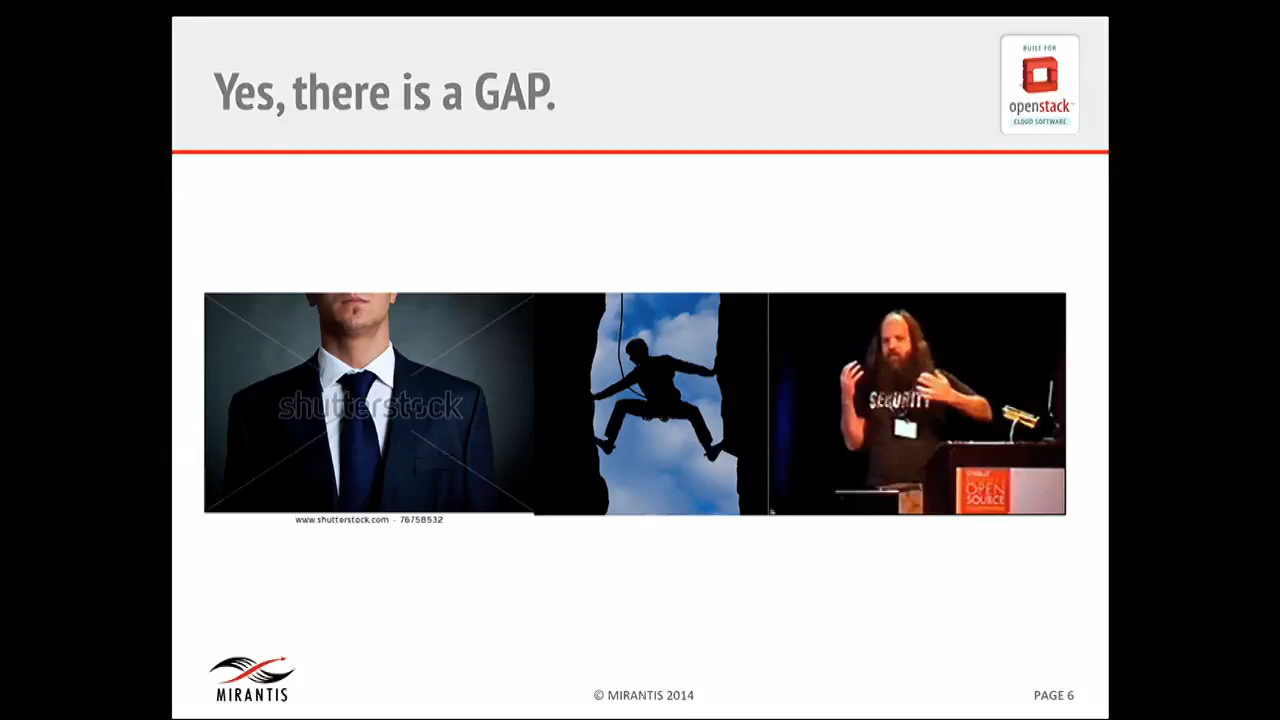 Yes, there is a GAP.
BUILT FOR
openstack™
CLOUD SOFTWARE
shutterstock
SECURITY
OPEN
SOURCE
www.shutterstock.com · 76758532
MIRANTIS
© MIRANTIS 2014
PAGE 6